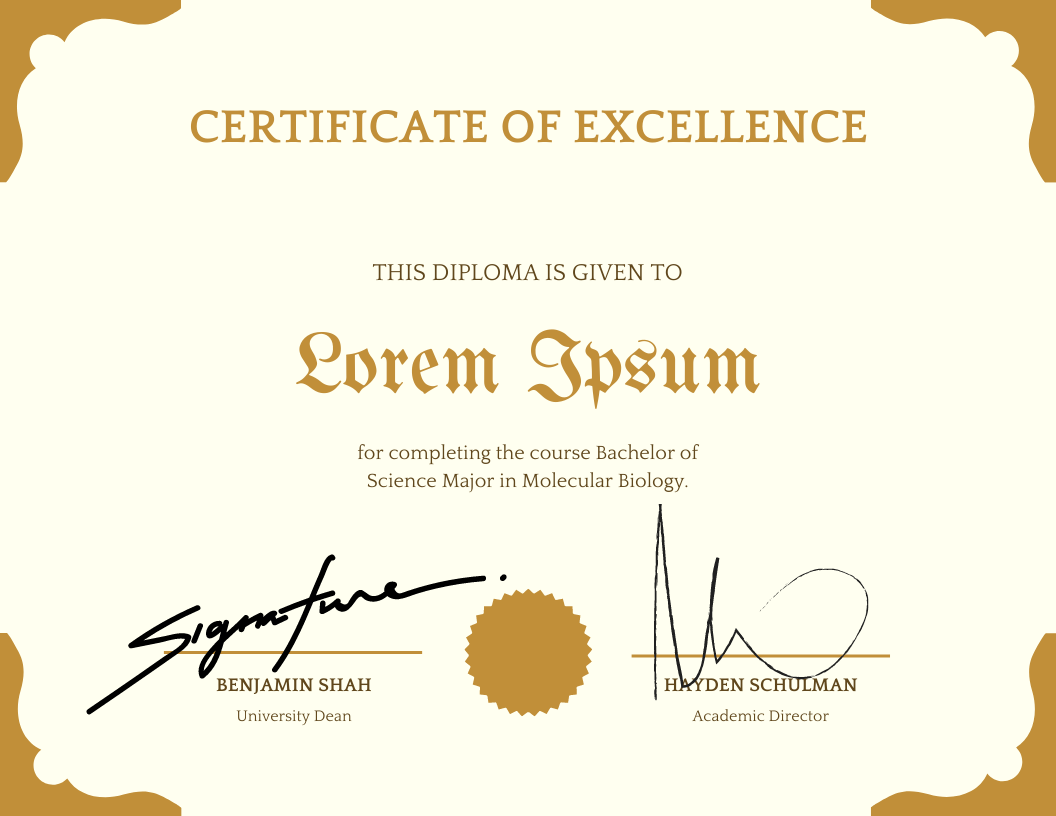 CERTIFICATE OF EXCELLENCE
THIS DIPLOMA IS GIVEN TO
Lorem Ipsum
for completing the course Bachelor of
Science Major in Molecular Biology.
Signature
BENJAMIN SHAH
HAYDEN SCHULMAN
University Dean
Academic Director